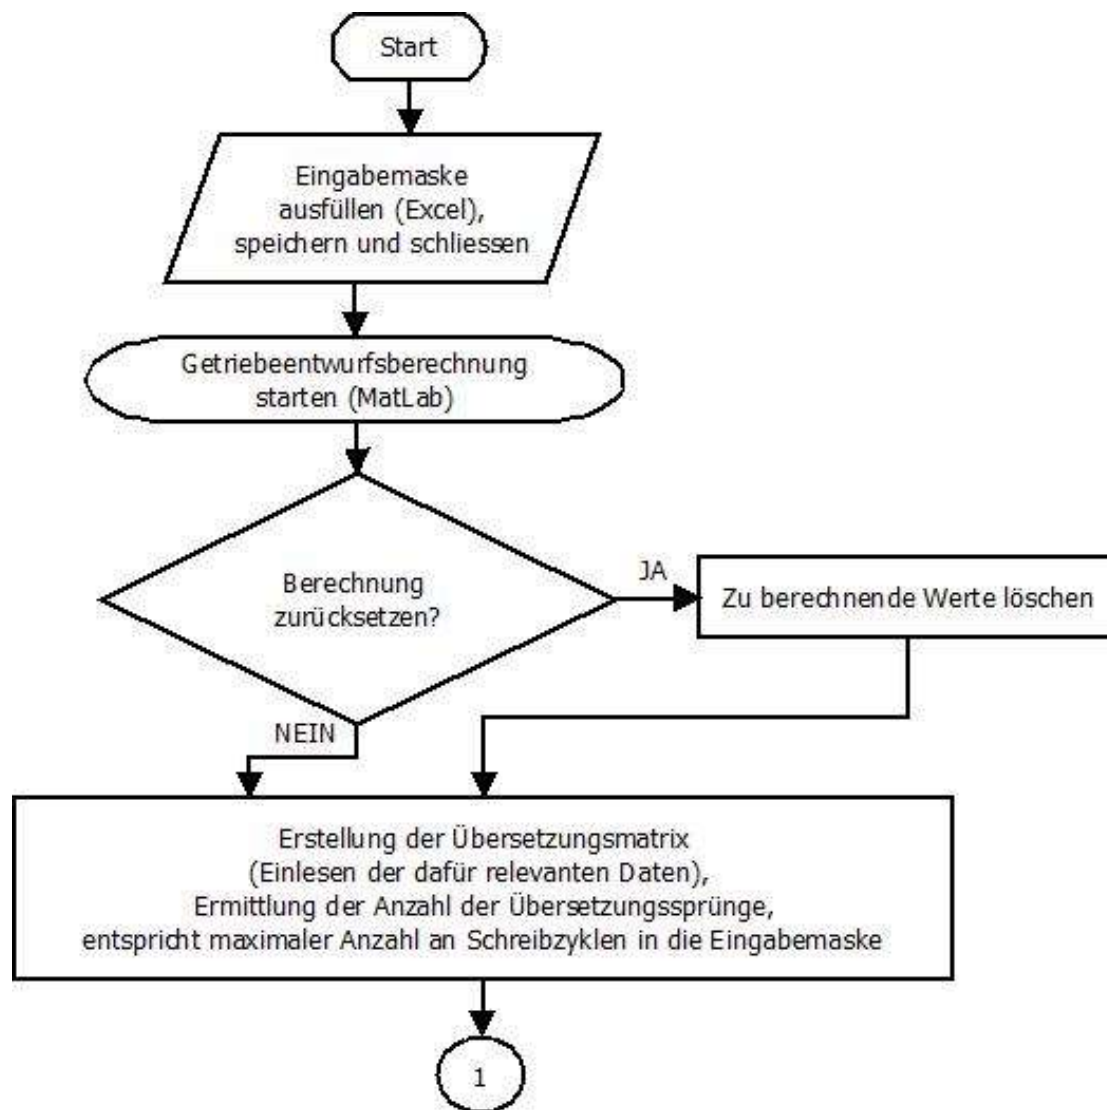 Start
Eingabemaske
ausfüllen (Excel),
speichern und schliessen
Getriebeentwurfsberechnung
starten (MatLab)
Berechnung
zurücksetzen?
JA
Zu berechnende Werte löschen
NEIN
Erstellung der Übersetzungsmatrix
(Einlesen der dafür relevanten Daten),
Ermittlung der Anzahl der Übersetzungssprünge,
entspricht maximaler Anzahl an Schreibzyklen in die Eingabemaske
1